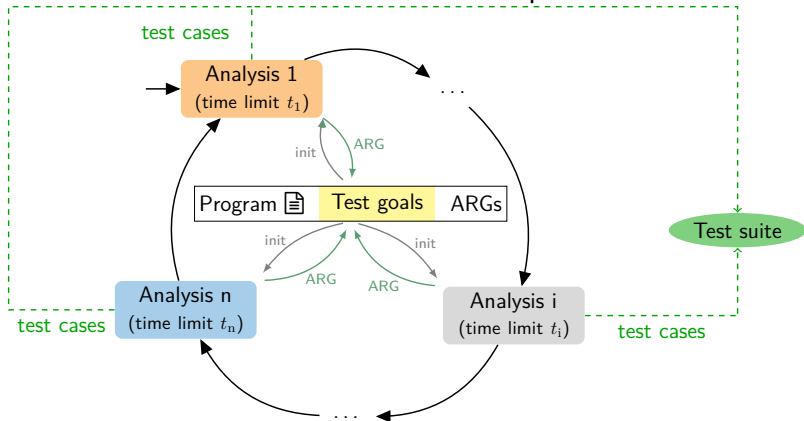 test cases
Analysis 1
(time limit t1)
...
init
ARG
Program Test goals ARGs
Test suite
init
init
ARG
ARG
Analysis n
(time limit tn)
Analysis i
(time limit ti)
test cases
test cases
...